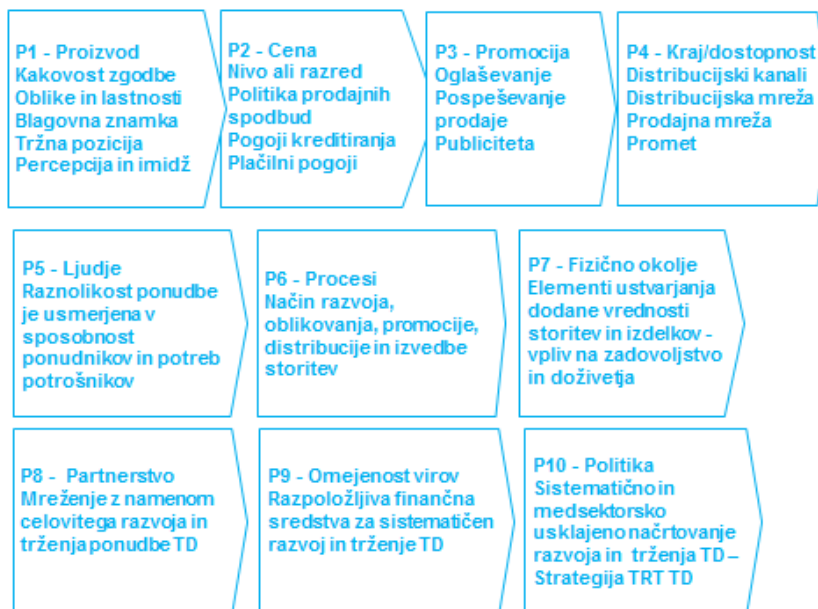 P1 - Proizvod
Kakovost zgodbe
Oblike in lastnosti
Blagovna znamka
Tržna pozicija
Percepcija in imidž
P2 - Cena
Nivo ali razred
Politika prodajnih
spodbud
Pogoji kreditiranja
Plačilni pogoji
P3 - Promocija
Oglaševanje
Pospeševanje
prodaje
Publiciteta
P4 - Kraj/dostopnost
Distribucijski kanali
Distribucijska mreža
Prodajna mreža
Promet
P5 - Ljudje
Raznolikost ponudbe
je usmerjena v
sposobnost
ponudnikov in potreb
potrošnikov
P6 - Procesi
Način razvoja,
oblikovanja, promocije,
distribucije in izvedbe
storitev
P7 - Fizično okolje
Elementi ustvarjanja
dodane vrednosti
storitev in izdelkov -
vpliv na zadovoljstvo
in doživetja
P8 - Partnerstvo
Mreženje z namenom
celovitega razvoja in
trženja ponudbe TD
P9 - Omejenost virov
Razpoložljiva finančna
sredstva za sistematičen
razvoj in trženje TD
P10 - Politika
Sistematično in
medsektorsko
usklajeno načrtovanje
razvoja in trženja TD –
Strategija TRT TD